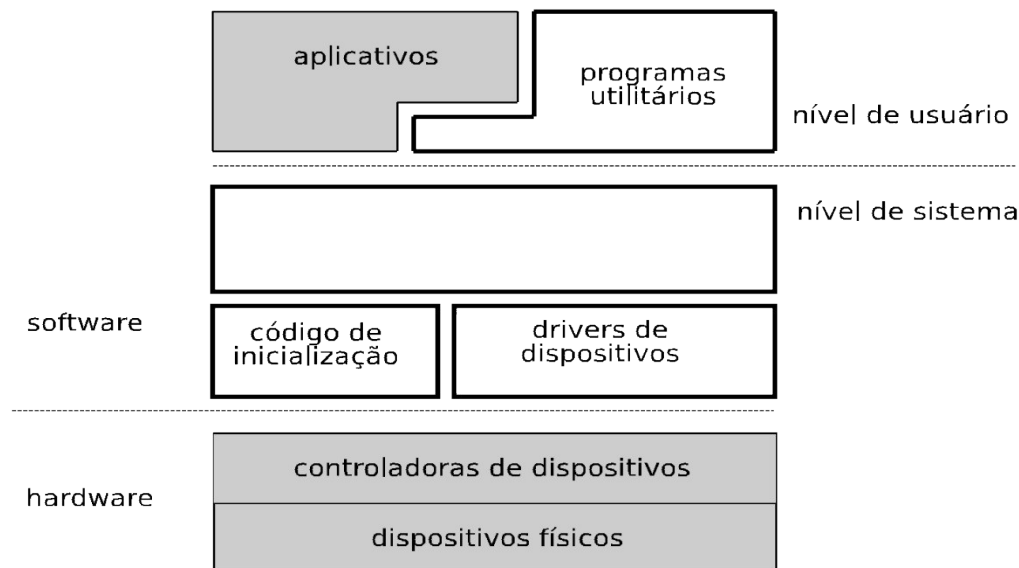 aplicativos
programas
utilitários
nível de usuário
nível de sistema
software
código de
inicialização
drivers de
dispositivos
hardware
controladoras de dispositivos
dispositivos físicos